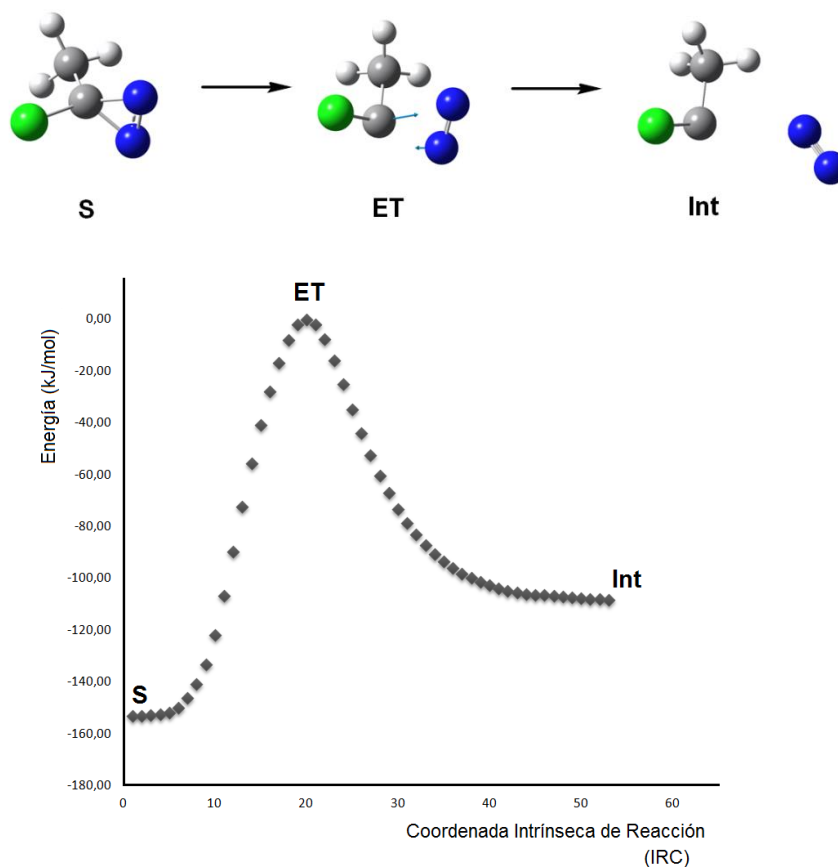 S
ET
Int
ET
0,00
-20,00
-40,00
-60,00
-80,00
-100,00
-120,00
-140,00
-160,00
-180,00
Energía (kJ/mol)
S
Int
0
10
20
30
40
50
60
Coordenada Intrínseca de Reacción
(IRC)